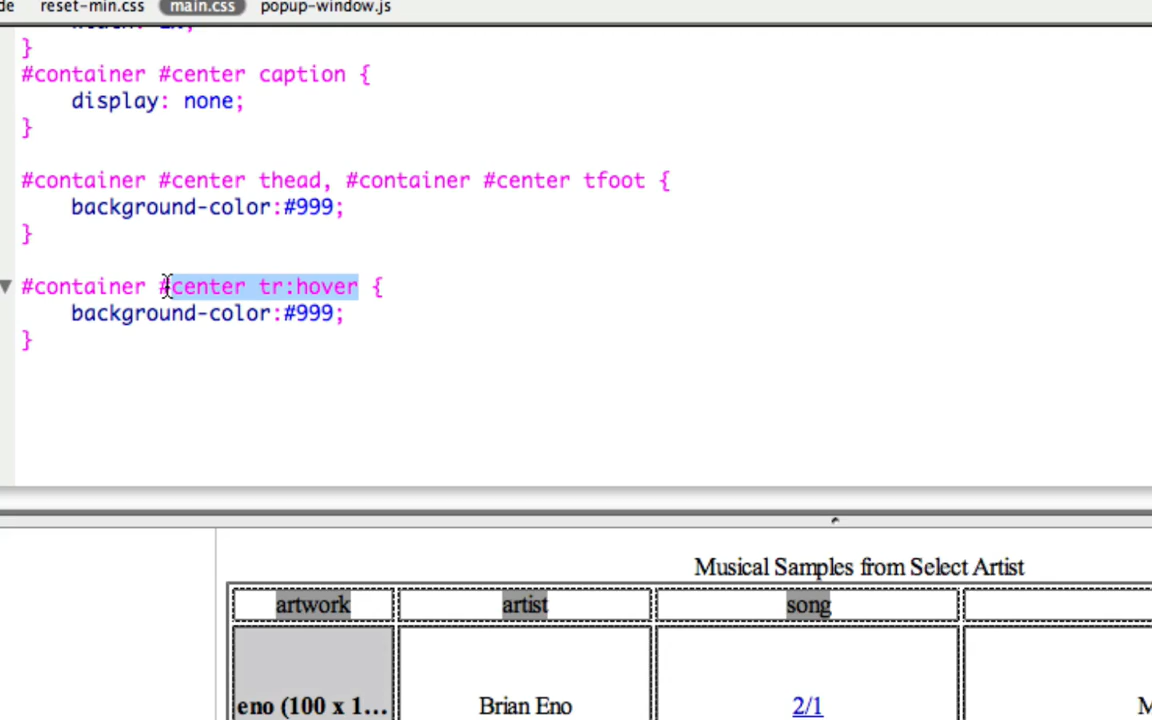 de reset-min.css main.css popup-window.js
}
#container #center caption {
display: none;
}
#container #center thead, #container #center tfoot {
background-color:#999;
}
#container #center tr:hover {
background-color:#999;
}
Musical Samples from Select Artist
artwork artist song
eno (100 x 1... Brian Eno 2/1 M